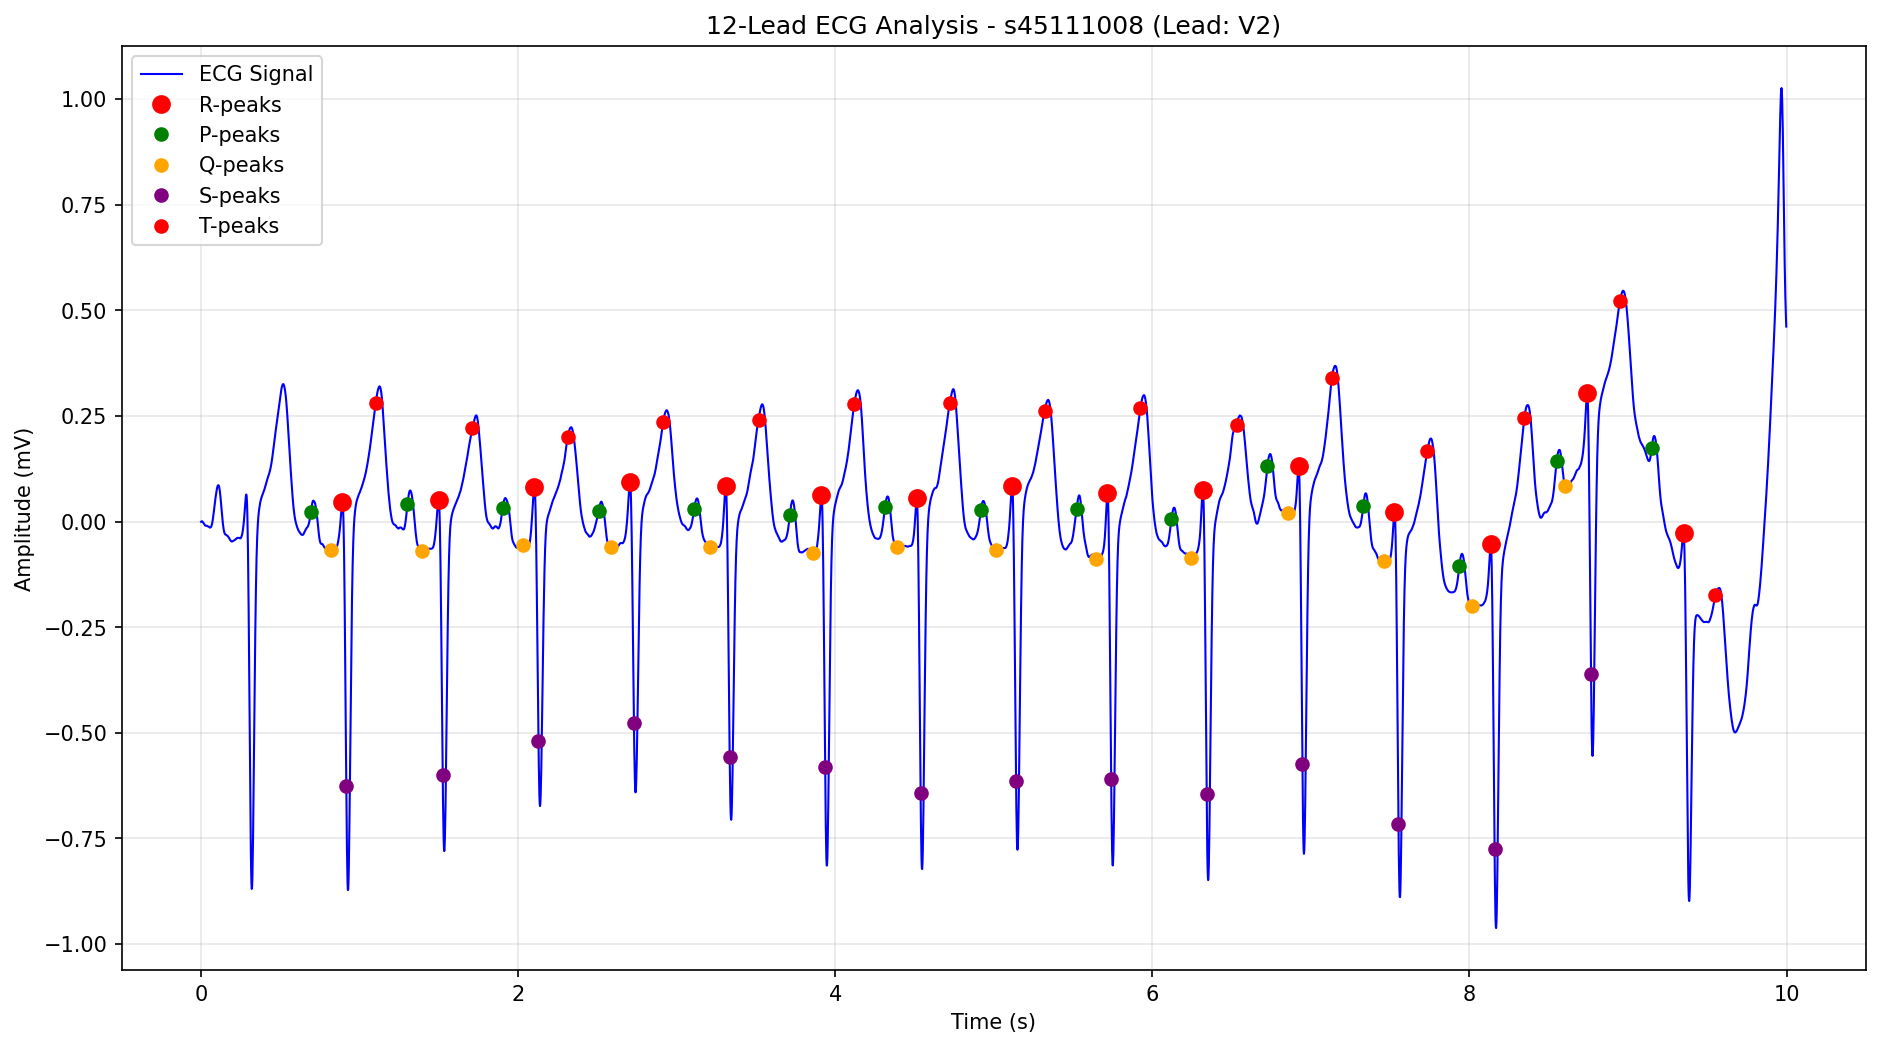 12-Lead ECG Analysis - s45111008 (Lead: V2)
ECG Signal
R-peaks
P-peaks
Q-peaks
S-peaks
T-peaks
1.00
0.75
0.50
0.25
0.00
−0.25
−0.50
−0.75
−1.00
Amplitude (mV)
0 2 4 6 8 10
Time (s)